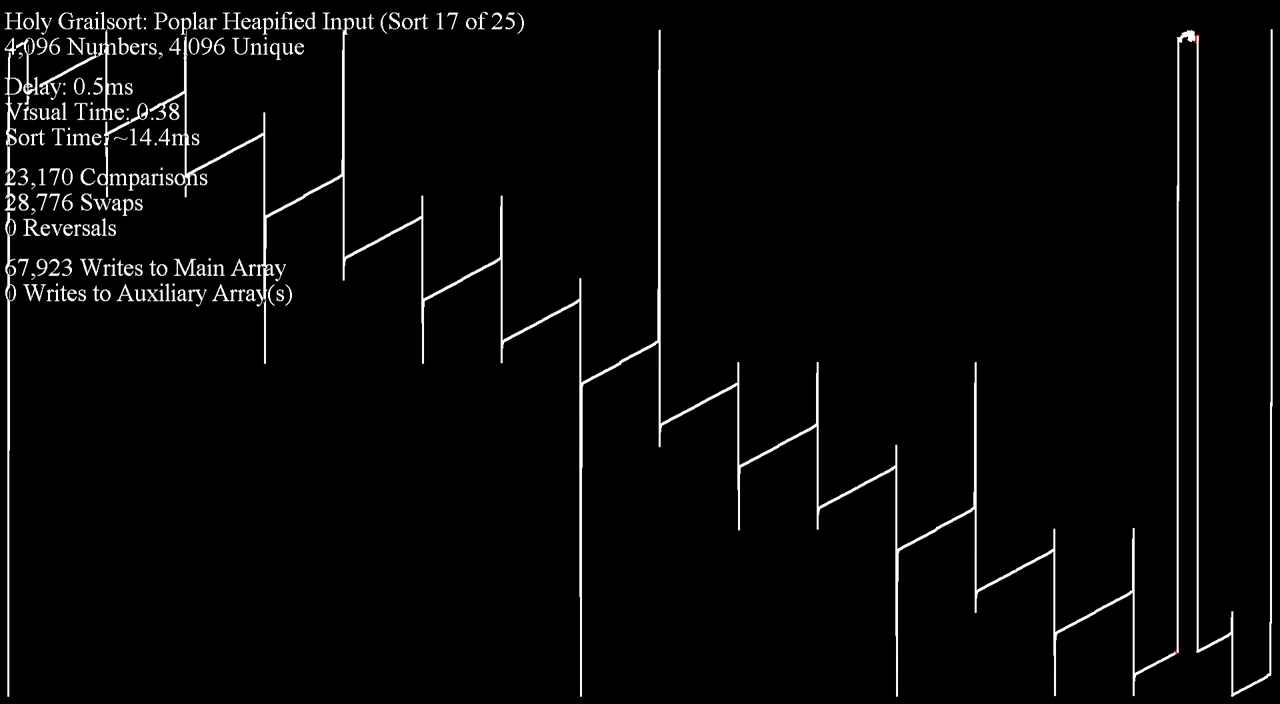 Holy Grailsort: Poplar Heapified Input (Sort 17 of 25)
4,096 Numbers, 4,096 Unique
Delay: 0.5ms
Visual Time: 0:38
Sort Time: ~14.4ms
23,170 Comparisons
28,776 Swaps
0 Reversals
67,923 Writes to Main Array
0 Writes to Auxiliary Array(s)